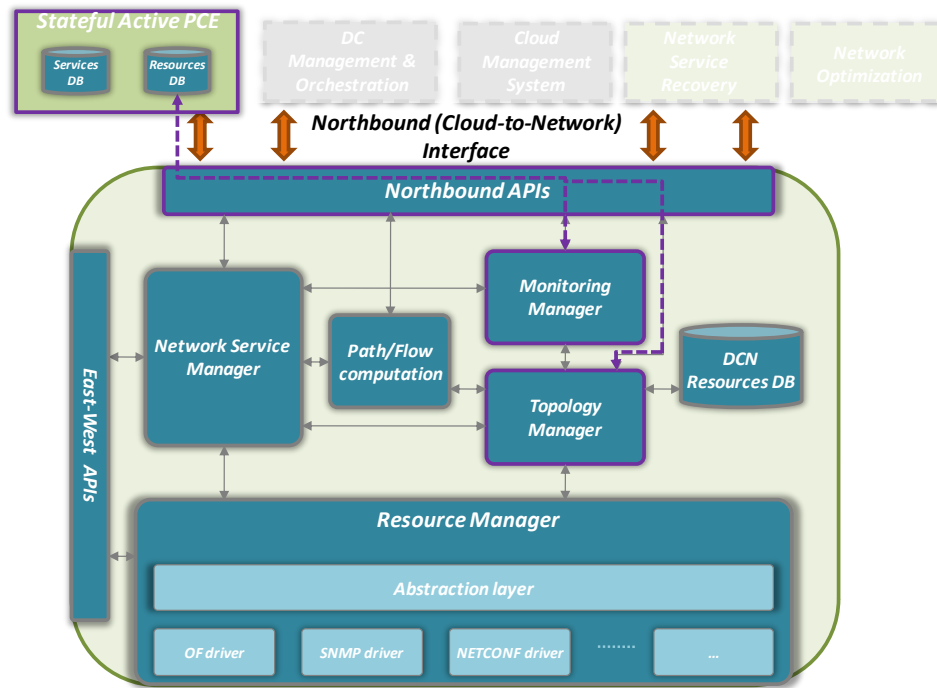 Stateful Active PCE
Services
DB
Resources
DB
DC
Management &
Orchestration
Cloud
Management
System
Network
Service
Recovery
Network
Optimization
Northbound (Cloud-to-Network)
Interface
Northbound APIs
Monitoring
Manager
Network Service
Manager
Path/Flow
computation
DCN
Resources DB
Topology
Manager
East-West APIs
Resource Manager
Abstraction layer
OF driver
SNMP driver
NETCONF driver
........
...